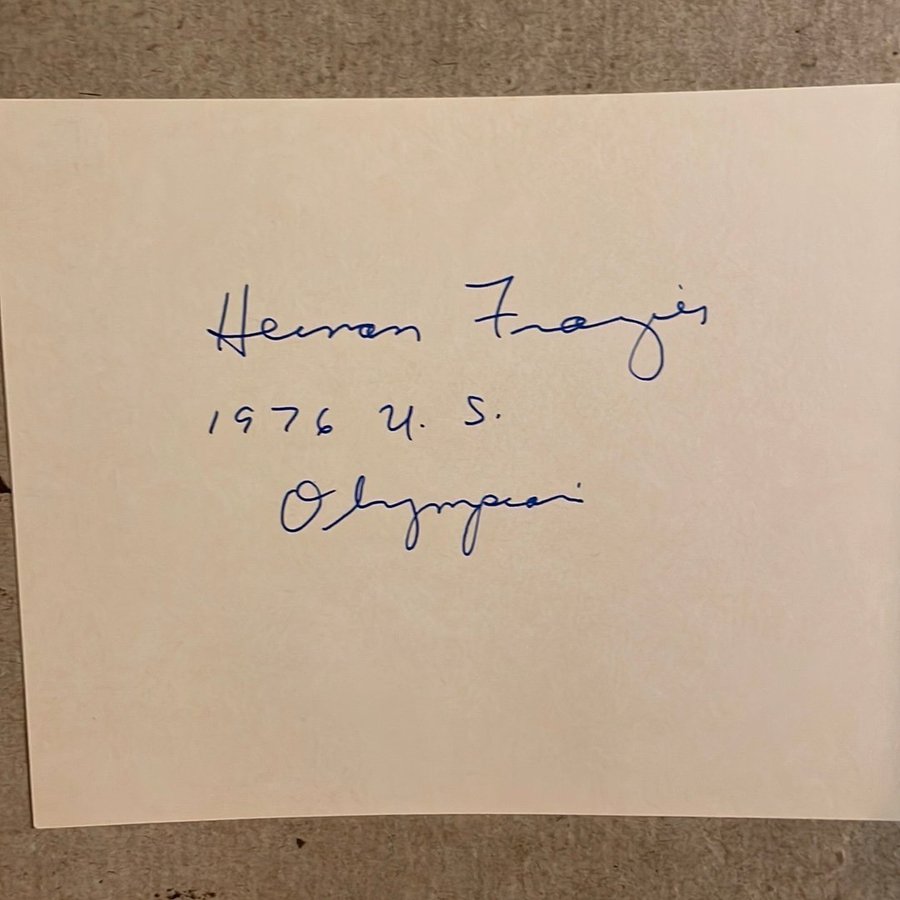 Herman Frazier
1976 U. S.
Olympian